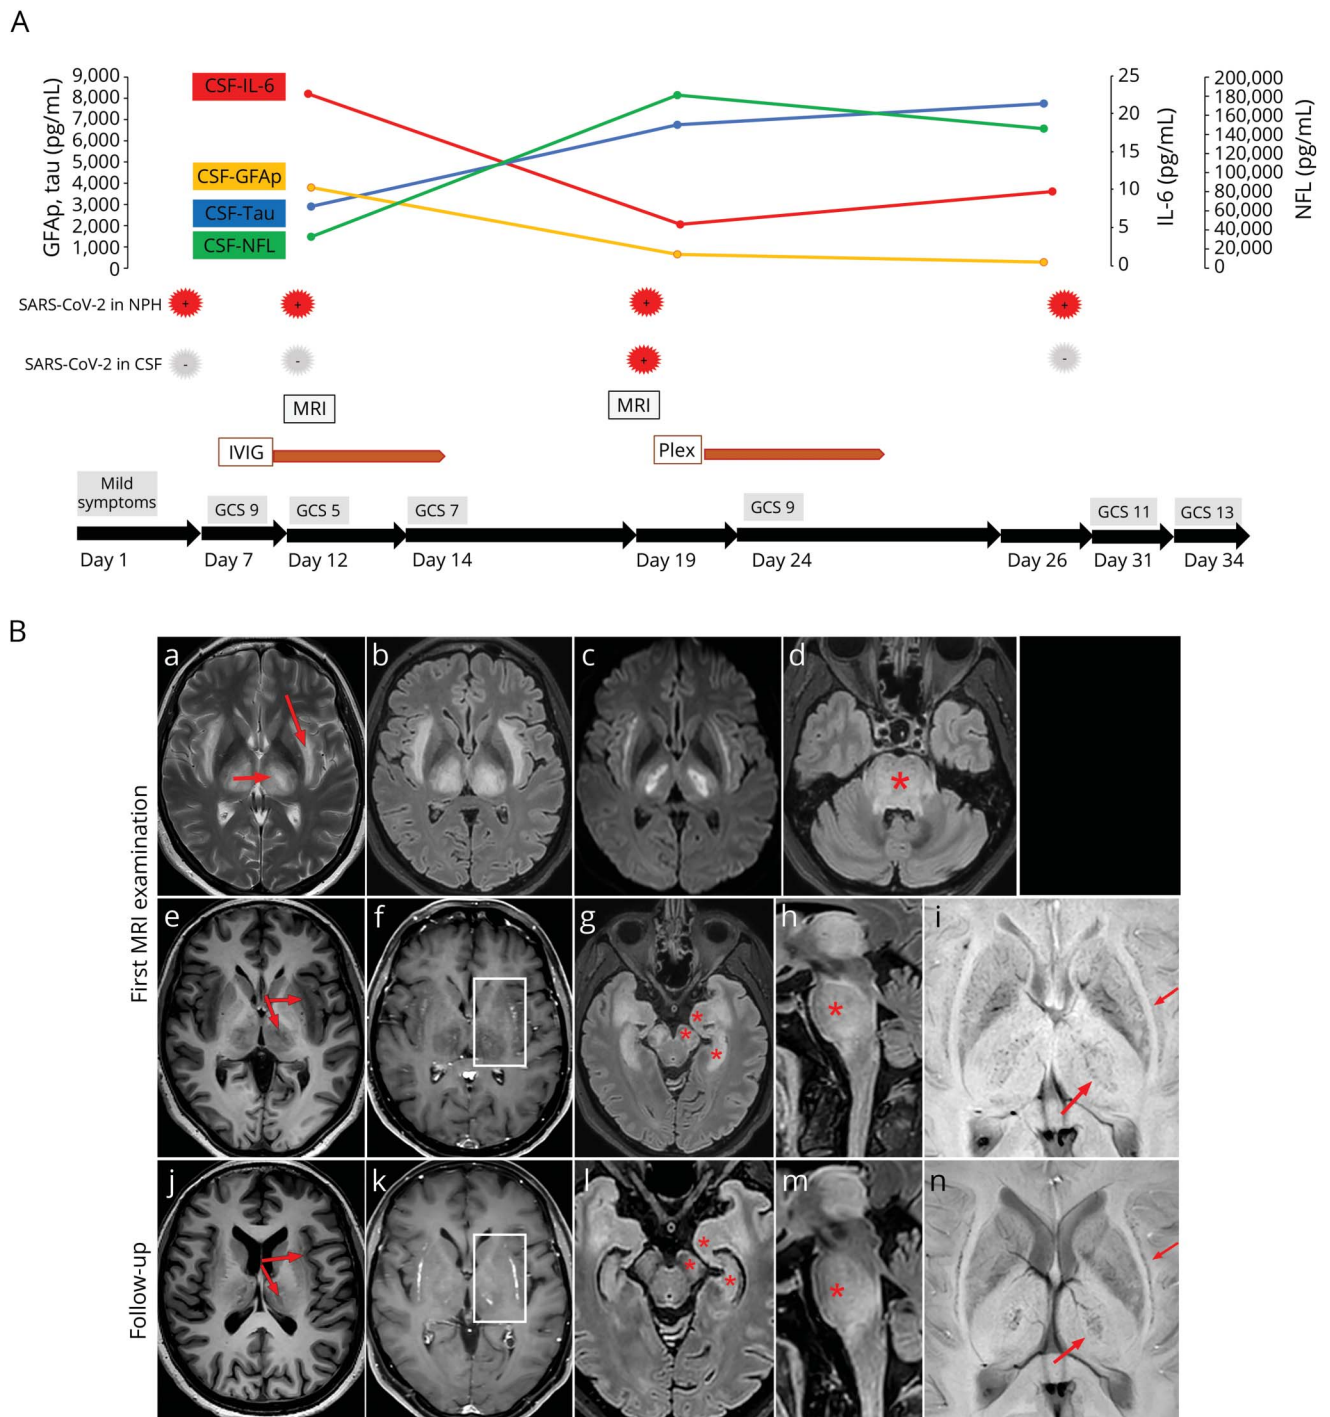 A
GFAp, tau (pg/mL)
9,000
8,000
7,000
6,000
5,000
4,000
3,000
2,000
1,000
0
CSF-IL-6
CSF-GFAp
CSF-Tau
CSF-NFL
25
20
15
10
5
0
IL-6 (pg/mL)
200,000
180,000
160,000
140,000
120,000
100,000
80,000
60,000
40,000
20,000
0
NFL (pg/mL)
SARS-CoV-2 in NPH + + + +
SARS-CoV-2 in CSF - - + -
MRI MRI
IVIG Plex
Mild
symptoms
GCS 9 GCS 5 GCS 7 GCS 9 GCS 11 GCS 13
Day 1 Day 7 Day 12 Day 14 Day 19 Day 24 Day 26 Day 31 Day 34
B
First MRI examination
a b c d
*
e f g h i
* * * *
Follow-up
j k l m n
* * * *